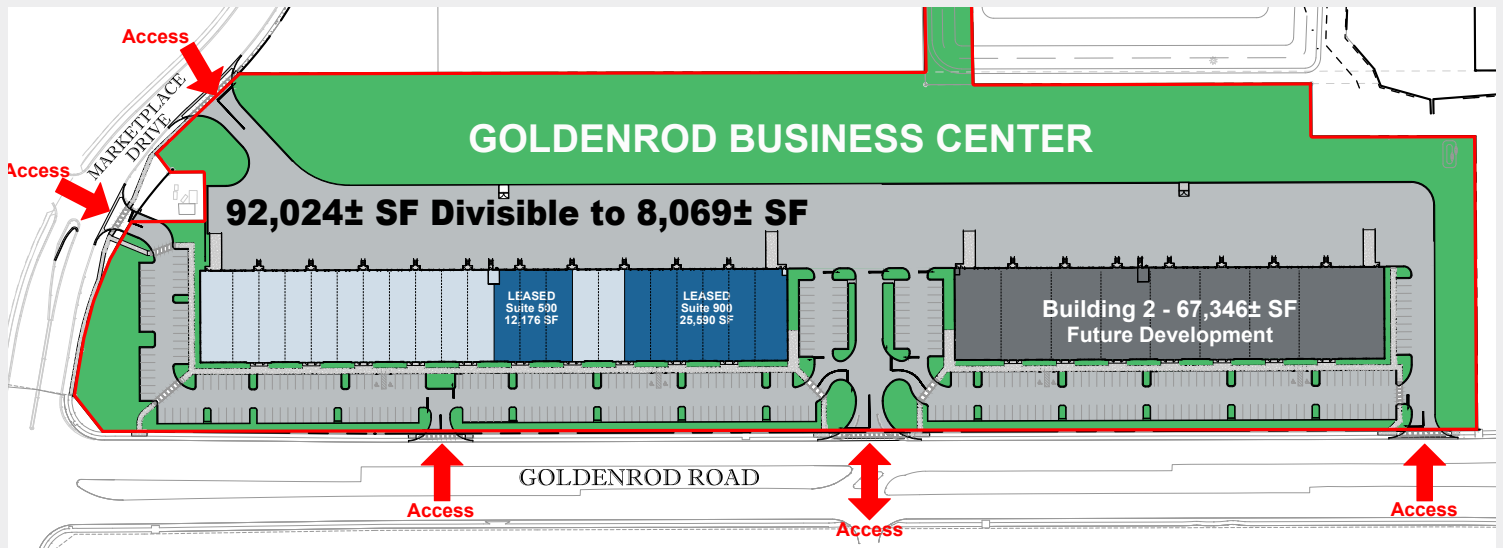 Access
MARKETPLACE
DRIVE
Access
GOLDENROD BUSINESS CENTER
92,024± SF Divisible to 8,069± SF
LEASED
Suite 500
12,176 SF
LEASED
Suite 900
25,590 SF
Building 2 - 67,346± SF
Future Development
GOLDENROD ROAD
Access
Access
Access